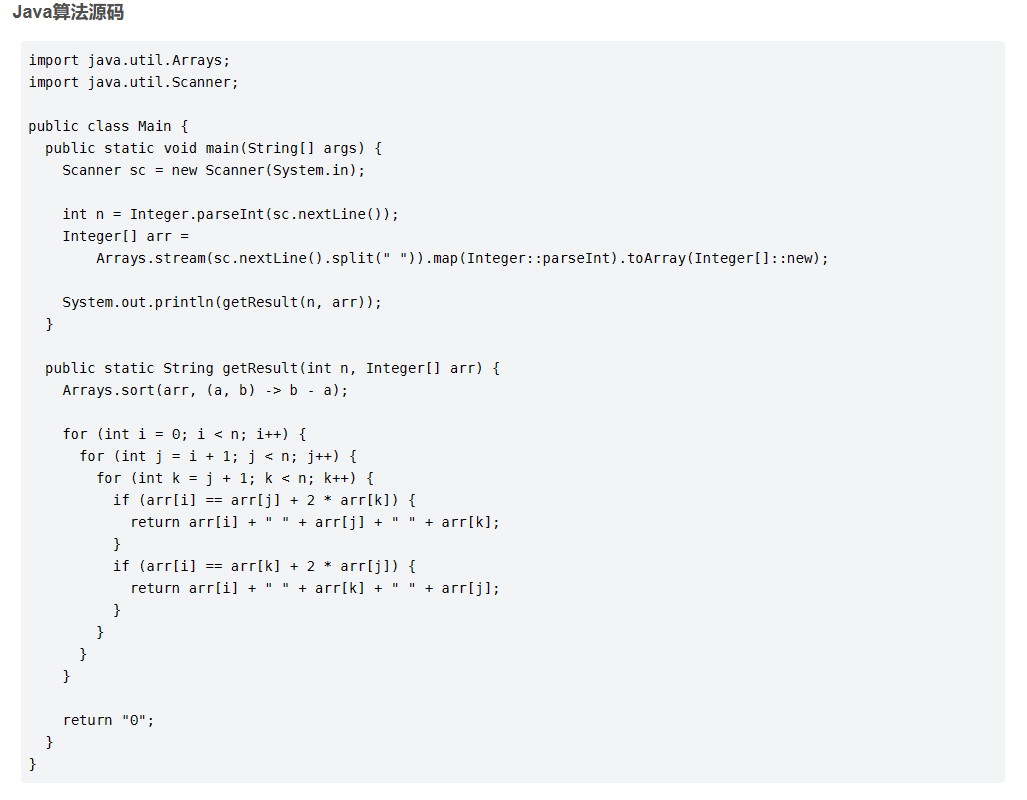 Java算法源码
import java.util.Arrays;
import java.util.Scanner;
public class Main {
public static void main(String[] args) {
Scanner sc = new Scanner(System.in);
int n = Integer.parseInt(sc.nextLine());
Integer[] arr =
Arrays.stream(sc.nextLine().split(" ")).map(Integer::parseInt).toArray(Integer[]::new);
System.out.println(getResult(n, arr));
}
public static String getResult(int n, Integer[] arr) {
Arrays.sort(arr, (a, b) -> b - a);
for (int i = 0; i < n; i++) {
for (int j = i + 1; j < n; j++) {
for (int k = j + 1; k < n; k++) {
if (arr[i] == arr[j] + 2 * arr[k]) {
return arr[i] + " " + arr[j] + " " + arr[k];
}
if (arr[i] == arr[k] + 2 * arr[j]) {
return arr[i] + " " + arr[k] + " " + arr[j];
}
}
}
}
return "0";
}
}